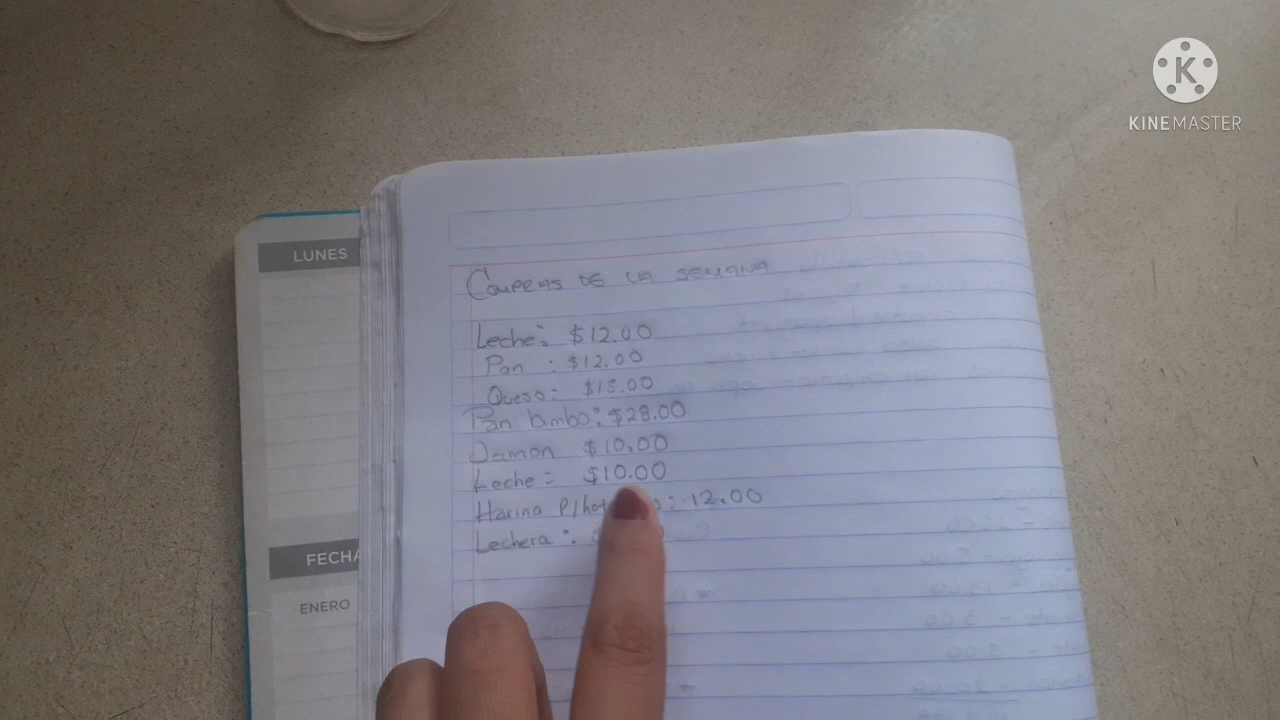 KINEMASTER
LUNES
FECHA
ENERO
Compras DE LA SEMANA
Leche: $12.00
Pan : $12.00
Queso: $15.00
Pan bimbo: $28.00
Jamon $10,00
Leche: $10.00
Harina P/hot : 12.00
Lechera :